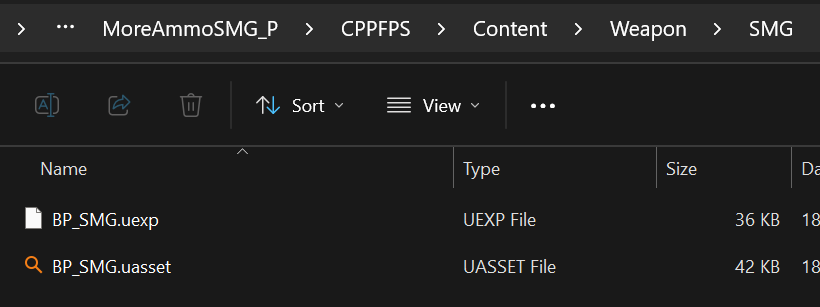 > ··· MoreAmmoSMG_P > CPPFPS > Content > Weapon > SMG
Sort View ···
Name Type Size Da
BP_SMG.uexp UEXP File 36 KB 18
BP_SMG.uasset UASSET File 42 KB 18